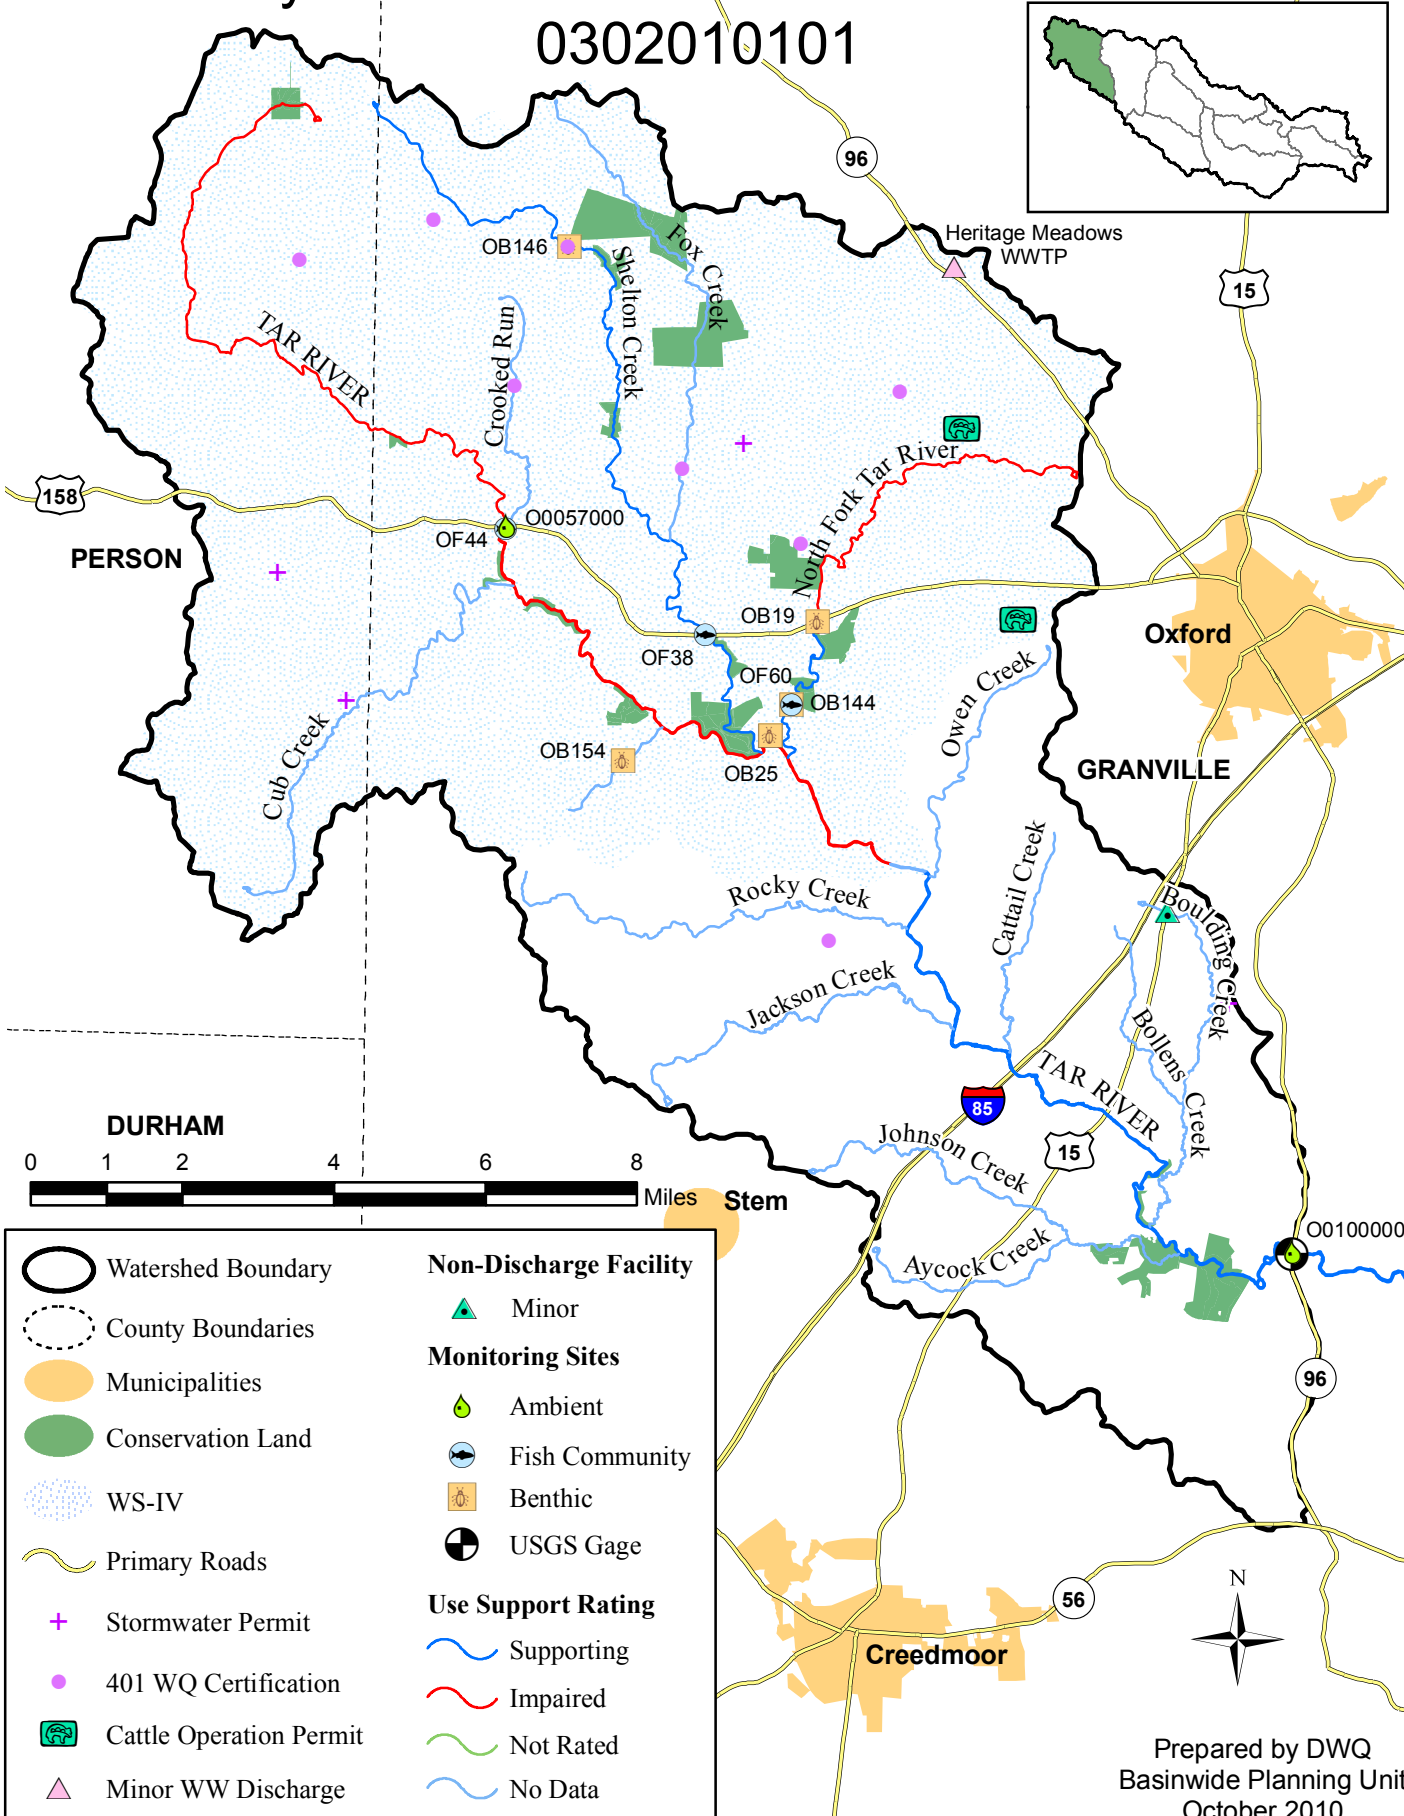 0302010101
96
Heritage Meadows
WWTP
15
OB146
Fox Creek
Shelton Creek
Crooked Run
TAR RIVER
North Fork Tar River
158
O0057000
OF44
PERSON
OB19
Oxford
OF38
OF60
OB144
Owen Creek
OB154
OB25
GRANVILLE
Cub Creek
Cattail Creek
Rocky Creek
Boulding Creek
Jackson Creek
Bollens Creek
TAR RIVER
85
DURHAM
Johnson Creek
15
0 1 2 4 6 8
Miles
Stem
O0100000
Aycock Creek
96
56
Creedmoor
N
Watershed Boundary
County Boundaries
Municipalities
Conservation Land
WS-IV
Primary Roads
Stormwater Permit
401 WQ Certification
Cattle Operation Permit
Minor WW Discharge
Non-Discharge Facility
Minor
Monitoring Sites
Ambient
Fish Community
Benthic
USGS Gage
Use Support Rating
Supporting
Impaired
Not Rated
No Data
Prepared by DWQ
Basinwide Planning Unit
October 2010